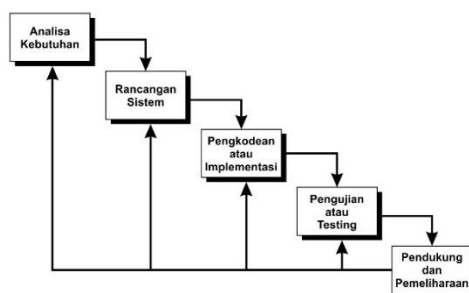 Analisa
Kebutuhan
Rancangan
Sistem
Pengkodean
atau
Implementasi
Pengujian
atau
Testing
Pendukung
dan
Pemeliharaan